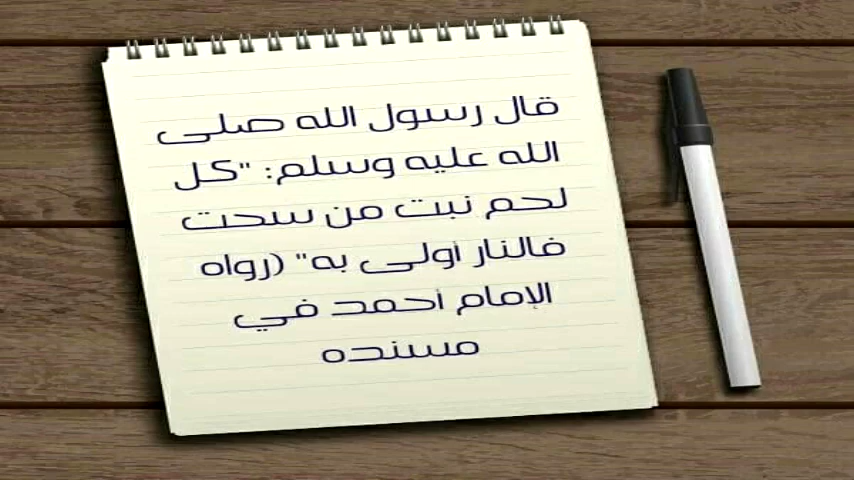 قال رسول الله صلى
الله عليه وسلم: "كل
لحم نبت من سحت
فالنار أولى به" (رواه
الإمام أحمد في
مسنده